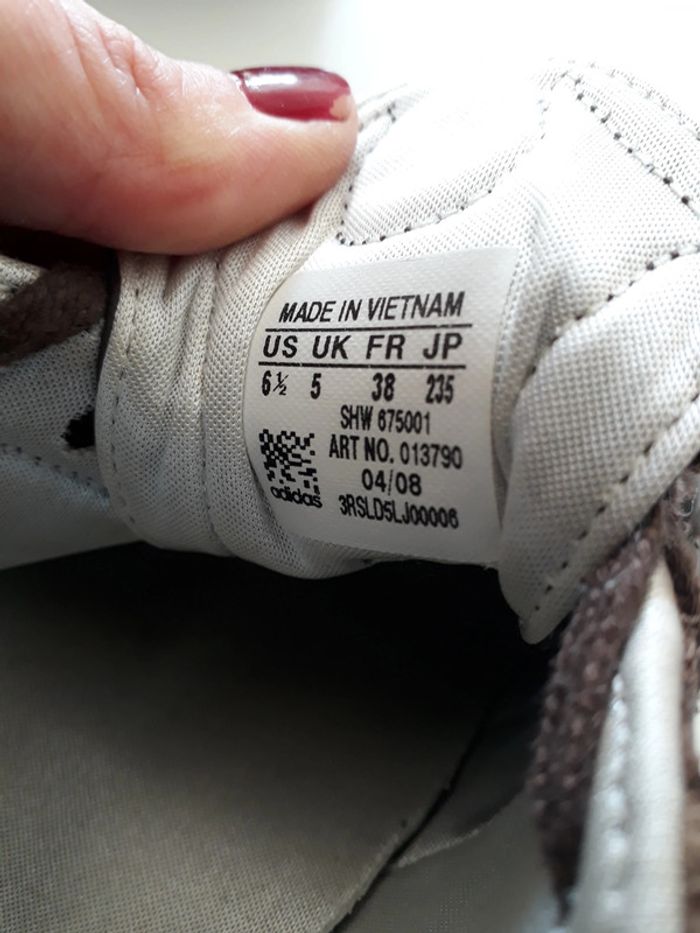 MADE IN VIETNAM
US UK FR JP
6½ 5 38 235
SHW 675001
ART NO. 013790
04/08
adidas
3RSLD5LJ00006